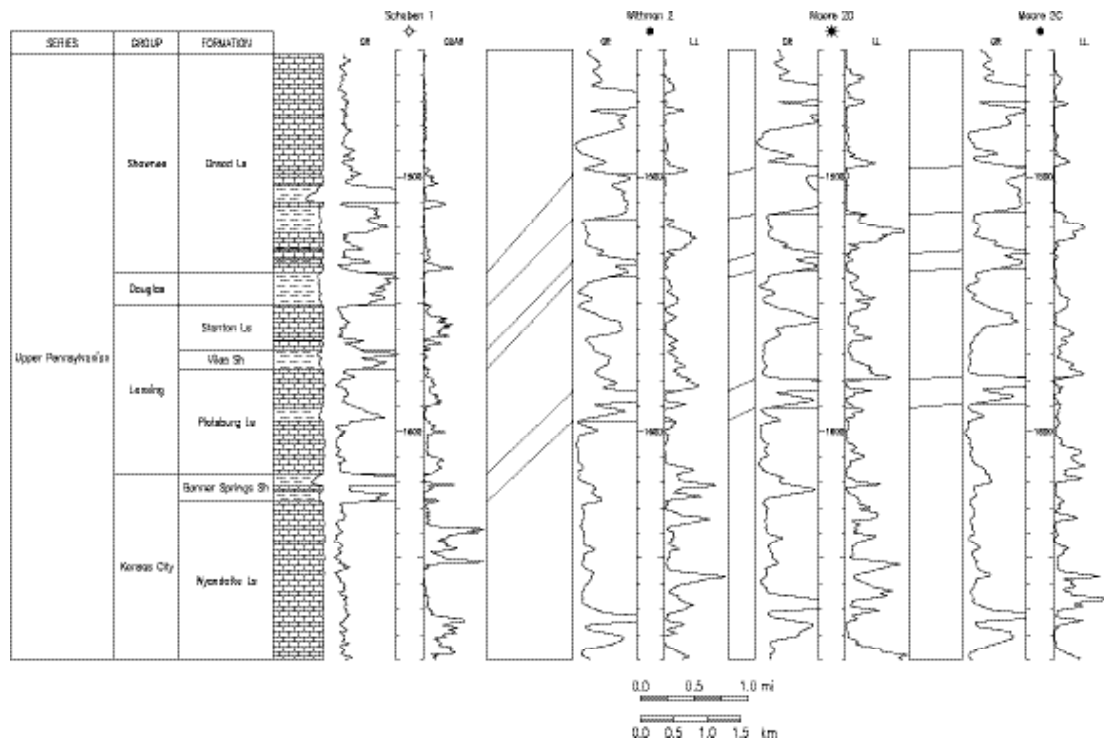 Schaben 1
Wittman 2
Moore 2D
Moore 2C
SERIES
GROUP
FORMATION
GR
GUAR
GR
LL
GR
LL
GR
LL
Shawnee
Oread Ls
1500
1500
1500
1500
Douglas
Upper Pennsylvanian
Lansing
Stanton Ls
Vilas Sh
Plattsburg Ls
1600
1600
1600
1600
Bonner Springs Sh
Kansas City
Wyandotte Ls
0.0 0.5 1.0 mi
0.0 0.5 1.0 1.5 km